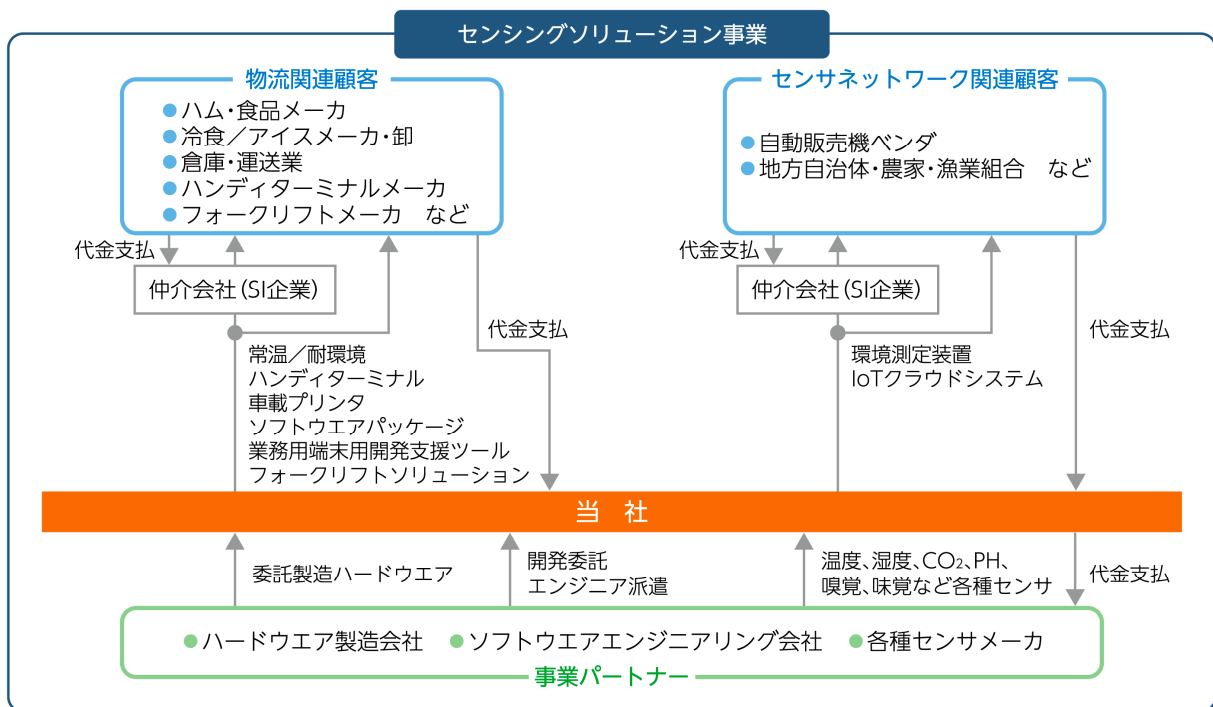 センシングソリューション事業
物流関連顧客
●ハム・食品メーカ
●冷食／アイスメーカ・卸
●倉庫・運送業
●ハンディターミナルメーカ
●フォークリフトメーカ　など
センサネットワーク関連顧客
●自動販売機ベンダ
●地方自治体・農家・漁業組合　など
代金支払
仲介会社（SI企業）
代金支払
常温／耐環境
ハンディターミナル
車載プリンタ
ソフトウエアパッケージ
業務用端末用開発支援ツール
フォークリフトソリューション
代金支払
仲介会社（SI企業）
代金支払
環境測定装置
IoTクラウドシステム
当　社
委託製造ハードウエア
開発委託
エンジニア派遣
温度、湿度、CO₂、PH、
嗅覚、味覚など各種センサ
代金支払
●ハードウエア製造会社　●ソフトウエアエンジニアリング会社　●各種センサメーカ
事業パートナー